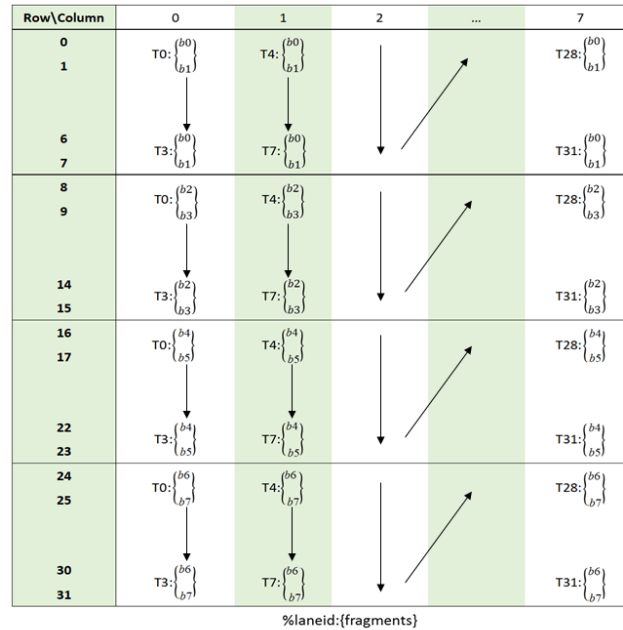 Row\Column 0 1 2 ... 7
0
1
T0:{b0 b1} T4:{b0 b1} T28:{b0 b1}
6
7
T3:{b0 b1} T7:{b0 b1} T31:{b0 b1}
8
9
T0:{b2 b3} T4:{b2 b3} T28:{b2 b3}
14
15
T3:{b2 b3} T7:{b2 b3} T31:{b2 b3}
16
17
T0:{b4 b5} T4:{b4 b5} T28:{b4 b5}
22
23
T3:{b4 b5} T7:{b4 b5} T31:{b4 b5}
24
25
T0:{b6 b7} T4:{b6 b7} T28:{b6 b7}
30
31
T3:{b6 b7} T7:{b6 b7} T31:{b6 b7}
%laneid:{fragments}